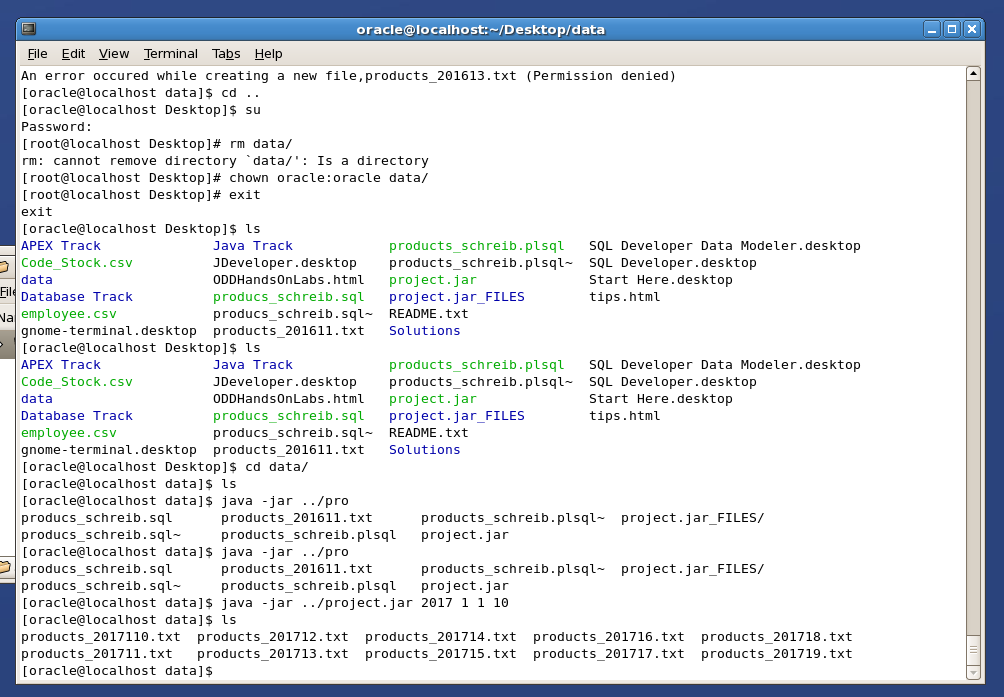 oracle@localhost:~/Desktop/data
File Edit View Terminal Tabs Help
An error occured while creating a new file,products_201613.txt (Permission denied)
[oracle@localhost data]$ cd ..
[oracle@localhost Desktop]$ su
Password:
[root@localhost Desktop]# rm data/
rm: cannot remove directory `data/': Is a directory
[root@localhost Desktop]# chown oracle:oracle data/
[root@localhost Desktop]# exit
exit
[oracle@localhost Desktop]$ ls
APEX Track Java Track products_schreib.plsql SQL Developer Data Modeler.desktop
Code_Stock.csv JDeveloper.desktop products_schreib.plsql~ SQL Developer.desktop
data ODDHandsOnLabs.html project.jar Start Here.desktop
Database Track producs_schreib.sql project.jar_FILES tips.html
employee.csv producs_schreib.sql~ README.txt
gnome-terminal.desktop products_201611.txt Solutions
[oracle@localhost Desktop]$ ls
APEX Track Java Track products_schreib.plsql SQL Developer Data Modeler.desktop
Code_Stock.csv JDeveloper.desktop products_schreib.plsql~ SQL Developer.desktop
data ODDHandsOnLabs.html project.jar Start Here.desktop
Database Track producs_schreib.sql project.jar_FILES tips.html
employee.csv producs_schreib.sql~ README.txt
gnome-terminal.desktop products_201611.txt Solutions
[oracle@localhost Desktop]$ cd data/
[oracle@localhost data]$ ls
[oracle@localhost data]$ java -jar ../pro
producs_schreib.sql products_201611.txt products_schreib.plsql~ project.jar_FILES/
producs_schreib.sql~ products_schreib.plsql project.jar
[oracle@localhost data]$ java -jar ../pro
producs_schreib.sql products_201611.txt products_schreib.plsql~ project.jar_FILES/
producs_schreib.sql~ products_schreib.plsql project.jar
[oracle@localhost data]$ java -jar ../project.jar 2017 1 1 10
[oracle@localhost data]$ ls
products_2017110.txt products_201712.txt products_201714.txt products_201716.txt products_201718.txt
products_201711.txt products_201713.txt products_201715.txt products_201717.txt products_201719.txt
[oracle@localhost data]$